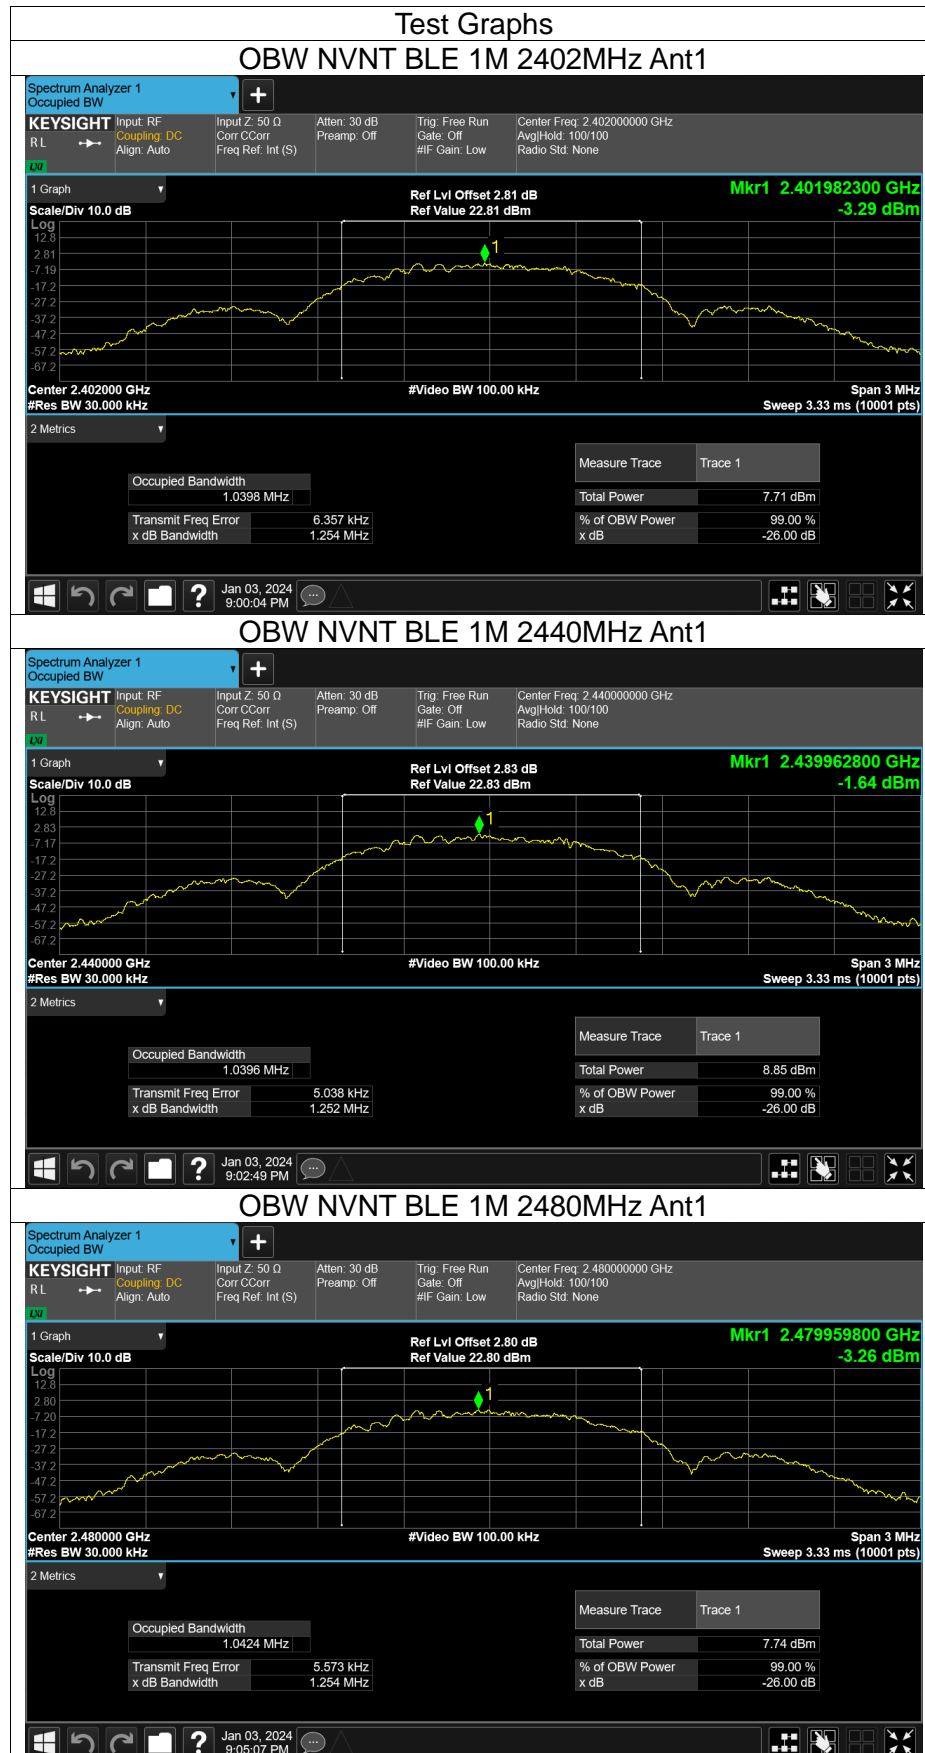 Test Graphs
OBW NVNT BLE 1M 2402MHz Ant1
Spectrum Analyzer 1
Occupied BW
KEYSIGHT
R L
LXI
Input: RF
Coupling: DC
Align: Auto
Input Z: 50 Ω
Corr CCorr
Freq Ref: Int (S)
Atten: 30 dB
Preamp: Off
Trig: Free Run
Gate: Off
#IF Gain: Low
Center Freq: 2.402000000 GHz
Avg|Hold: 100/100
Radio Std: None
1 Graph
Scale/Div 10.0 dB
Ref Lvl Offset 2.81 dB
Ref Value 22.81 dBm
Mkr1 2.401982300 GHz
-3.29 dBm
Log
12.8
2.81
-7.19
-17.2
-27.2
-37.2
-47.2
-57.2
-67.2
1
Center 2.402000 GHz
#Res BW 30.000 kHz
#Video BW 100.00 kHz
Span 3 MHz
Sweep 3.33 ms (10001 pts)
2 Metrics
Occupied Bandwidth
1.0398 MHz
Transmit Freq Error 6.357 kHz
x dB Bandwidth 1.254 MHz
Measure Trace Trace 1
Total Power 7.71 dBm
% of OBW Power 99.00 %
x dB -26.00 dB
Jan 03, 2024
9:00:04 PM
OBW NVNT BLE 1M 2440MHz Ant1
Spectrum Analyzer 1
Occupied BW
KEYSIGHT
R L
LXI
Input: RF
Coupling: DC
Align: Auto
Input Z: 50 Ω
Corr CCorr
Freq Ref: Int (S)
Atten: 30 dB
Preamp: Off
Trig: Free Run
Gate: Off
#IF Gain: Low
Center Freq: 2.440000000 GHz
Avg|Hold: 100/100
Radio Std: None
1 Graph
Scale/Div 10.0 dB
Ref Lvl Offset 2.83 dB
Ref Value 22.83 dBm
Mkr1 2.439962800 GHz
-1.64 dBm
Log
12.8
2.83
-7.17
-17.2
-27.2
-37.2
-47.2
-57.2
-67.2
1
Center 2.440000 GHz
#Res BW 30.000 kHz
#Video BW 100.00 kHz
Span 3 MHz
Sweep 3.33 ms (10001 pts)
2 Metrics
Occupied Bandwidth
1.0396 MHz
Transmit Freq Error 5.038 kHz
x dB Bandwidth 1.252 MHz
Measure Trace Trace 1
Total Power 8.85 dBm
% of OBW Power 99.00 %
x dB -26.00 dB
Jan 03, 2024
9:02:49 PM
OBW NVNT BLE 1M 2480MHz Ant1
Spectrum Analyzer 1
Occupied BW
KEYSIGHT
R L
LXI
Input: RF
Coupling: DC
Align: Auto
Input Z: 50 Ω
Corr CCorr
Freq Ref: Int (S)
Atten: 30 dB
Preamp: Off
Trig: Free Run
Gate: Off
#IF Gain: Low
Center Freq: 2.480000000 GHz
Avg|Hold: 100/100
Radio Std: None
1 Graph
Scale/Div 10.0 dB
Ref Lvl Offset 2.80 dB
Ref Value 22.80 dBm
Mkr1 2.479959800 GHz
-3.26 dBm
Log
12.8
2.80
-7.20
-17.2
-27.2
-37.2
-47.2
-57.2
-67.2
1
Center 2.480000 GHz
#Res BW 30.000 kHz
#Video BW 100.00 kHz
Span 3 MHz
Sweep 3.33 ms (10001 pts)
2 Metrics
Occupied Bandwidth
1.0424 MHz
Transmit Freq Error 5.573 kHz
x dB Bandwidth 1.254 MHz
Measure Trace Trace 1
Total Power 7.74 dBm
% of OBW Power 99.00 %
x dB -26.00 dB
Jan 03, 2024
9:05:07 PM